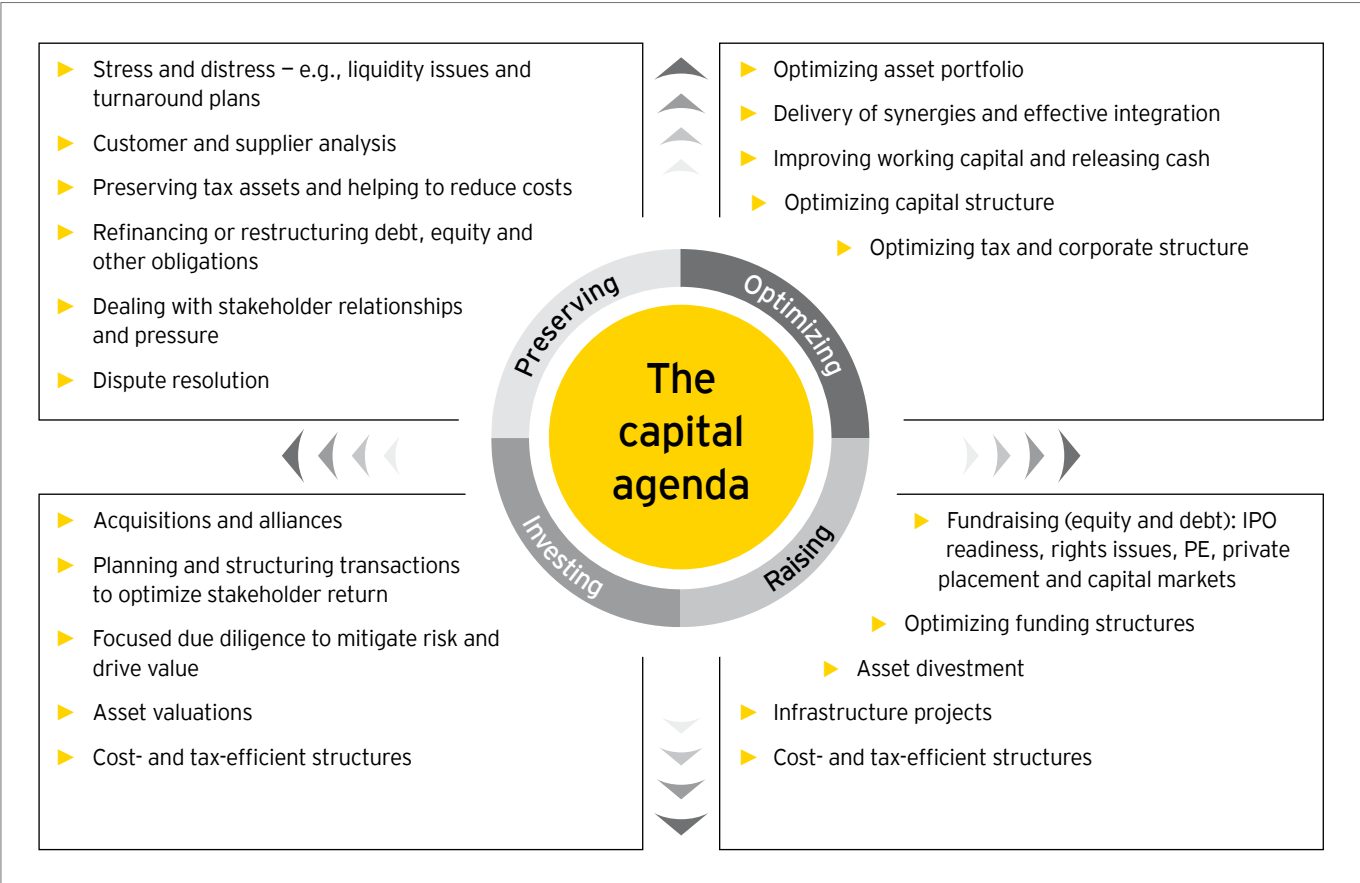 Stress and distress – e.g., liquidity issues and
turnaround plans
Customer and supplier analysis
Preserving tax assets and helping to reduce costs
Refinancing or restructuring debt, equity and
other obligations
Dealing with stakeholder relationships
and pressure
Dispute resolution
Optimizing asset portfolio
Delivery of synergies and effective integration
Improving working capital and releasing cash
Optimizing capital structure
Optimizing tax and corporate structure
Preserving
Optimizing
The
capital
agenda
Investing
Raising
Acquisitions and alliances
Planning and structuring transactions
to optimize stakeholder return
Focused due diligence to mitigate risk and
drive value
Asset valuations
Cost- and tax-efficient structures
Fundraising (equity and debt): IPO
readiness, rights issues, PE, private
placement and capital markets
Optimizing funding structures
Asset divestment
Infrastructure projects
Cost- and tax-efficient structures